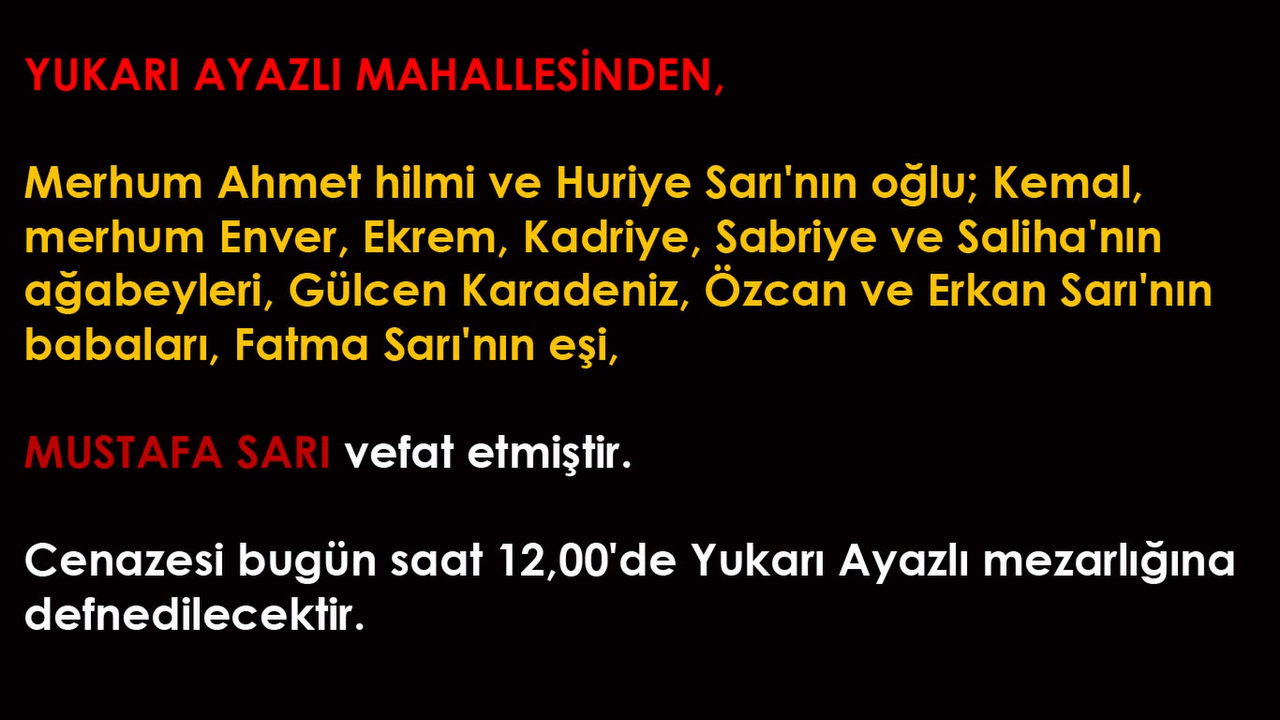 YUKARI AYAZLI MAHALLESİNDEN,
Merhum Ahmet hilmi ve Huriye Sarı'nın oğlu; Kemal,
merhum Enver, Ekrem, Kadriye, Sabriye ve Saliha'nın
ağabeyleri, Gülcen Karadeniz, Özcan ve Erkan Sarı'nın
babaları, Fatma Sarı'nın eşi,
MUSTAFA SARI vefat etmiştir.
Cenazesi bugün saat 12,00'de Yukarı Ayazlı mezarlığına
defnedilecektir.